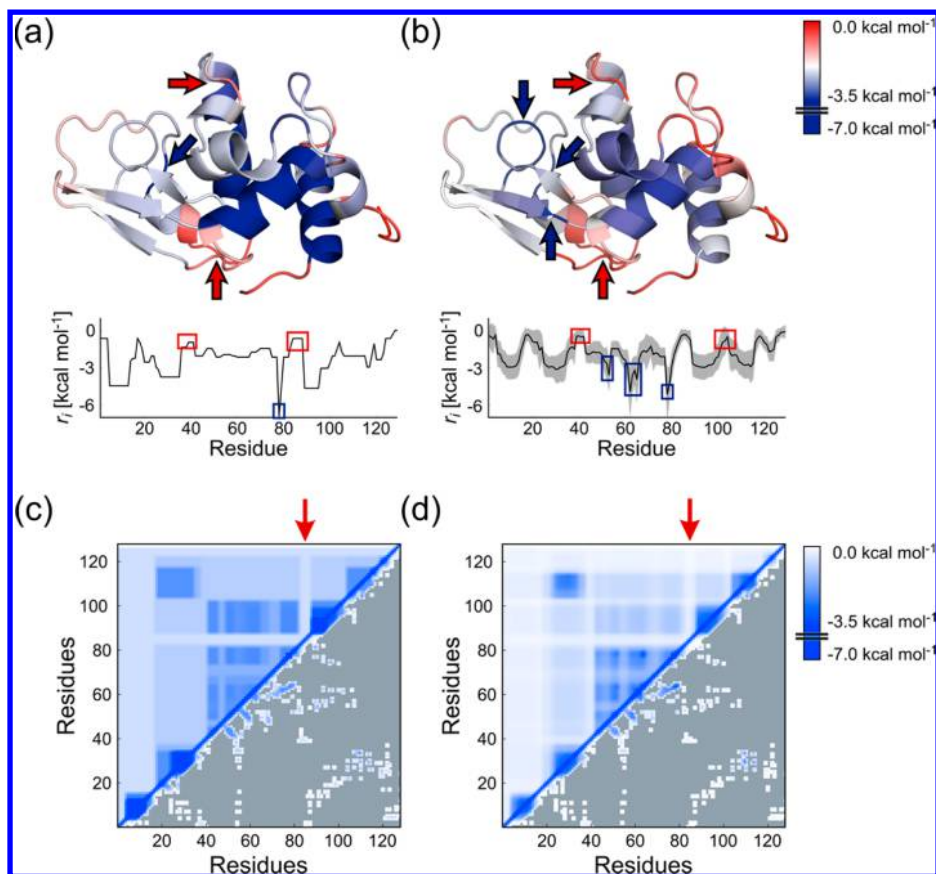 (a)
(b)
0.0 kcal mol⁻¹
-3.5 kcal mol⁻¹
-7.0 kcal mol⁻¹
rᵢ [kcal mol⁻¹]
0
-3
-6
20 40 60 80 100 120
Residue
rᵢ [kcal mol⁻¹]
0
-3
-6
20 40 60 80 100 120
Residue
(c)
(d)
Residues
120
100
80
60
40
20
20 40 60 80 100 120
Residues
Residues
120
100
80
60
40
20
20 40 60 80 100 120
Residues
0.0 kcal mol⁻¹
-3.5 kcal mol⁻¹
-7.0 kcal mol⁻¹